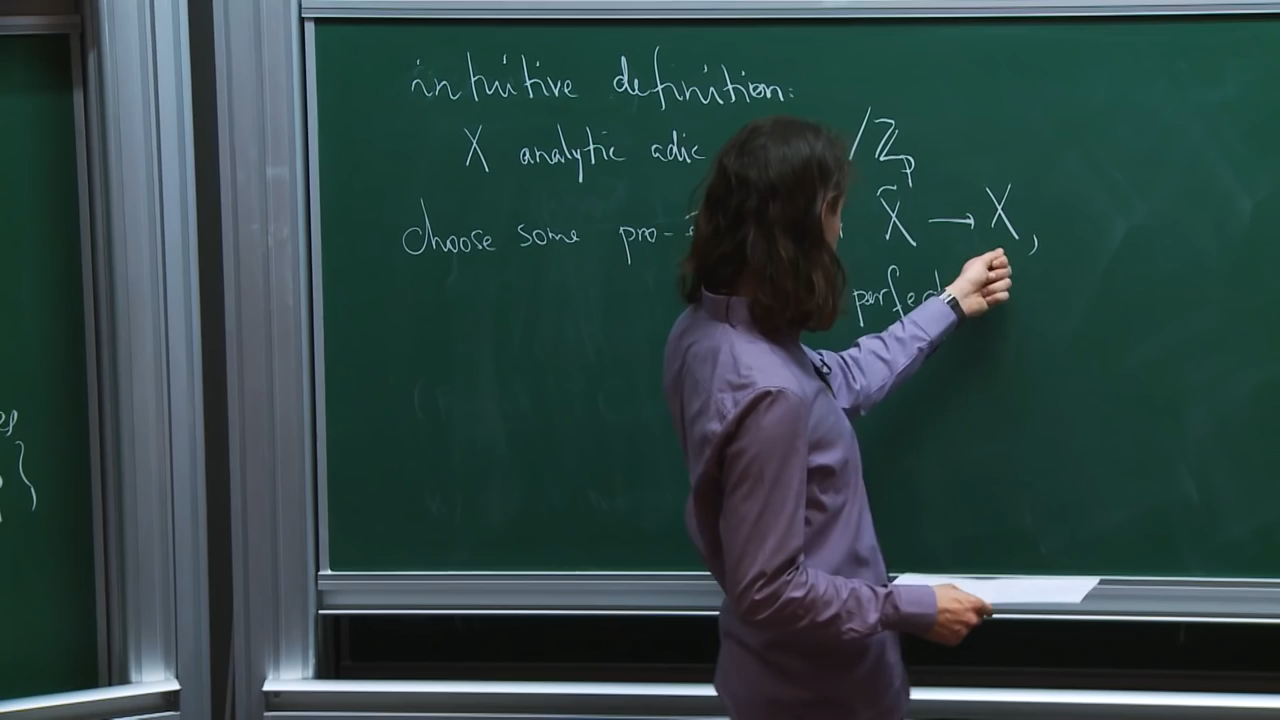 intuitive definition:
X analytic adic /ℤₚ
choose some pro- X̃ → X,
perfect
}